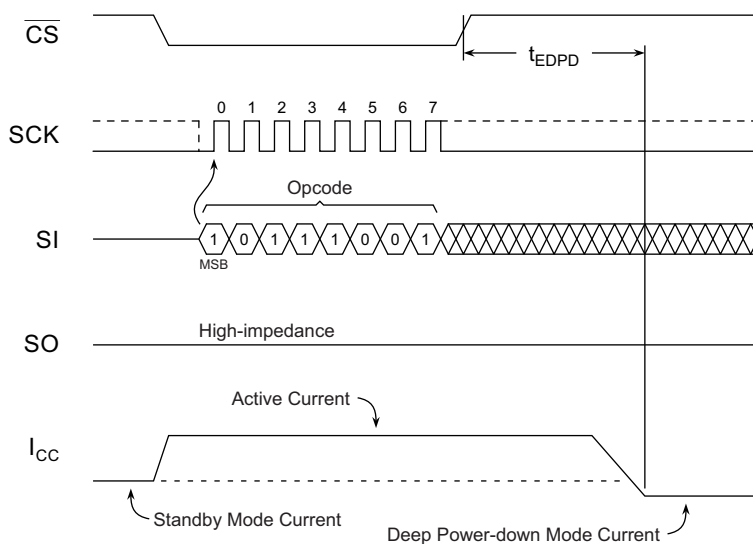 CS
tEDPD
SCK
0 1 2 3 4 5 6 7
Opcode
SI
1 0 1 1 1 0 0 1
MSB
SO
High-impedance
Active Current
ICC
Standby Mode Current
Deep Power-down Mode Current